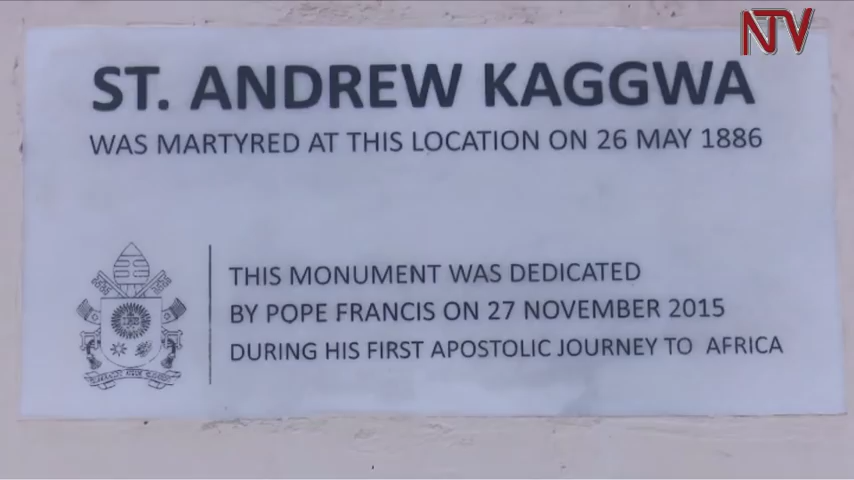 NTV
ST. ANDREW KAGGWA
WAS MARTYRED AT THIS LOCATION ON 26 MAY 1886
THIS MONUMENT WAS DEDICATED
BY POPE FRANCIS ON 27 NOVEMBER 2015
DURING HIS FIRST APOSTOLIC JOURNEY TO AFRICA